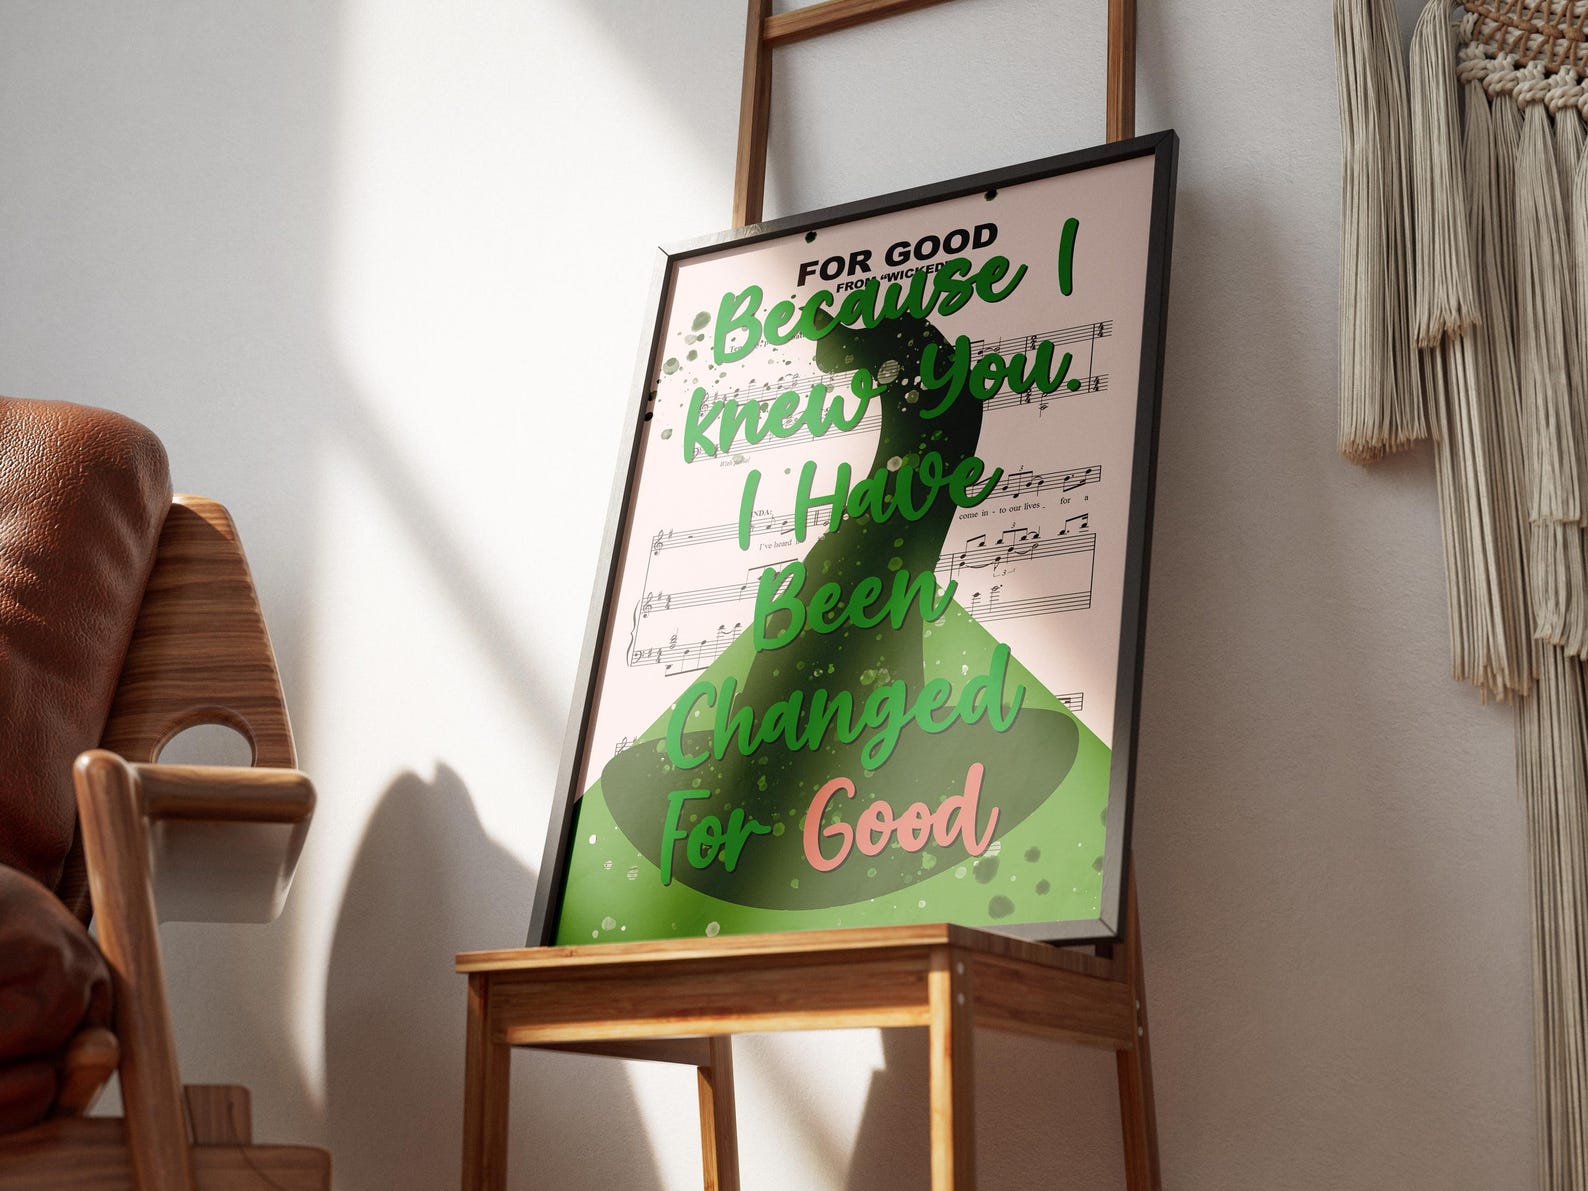 FOR GOOD
FROM "WICKED"
Because I
knew You.
I Have
Been
Changed
For Good
NDA:
I've heard
come in - to our lives for a